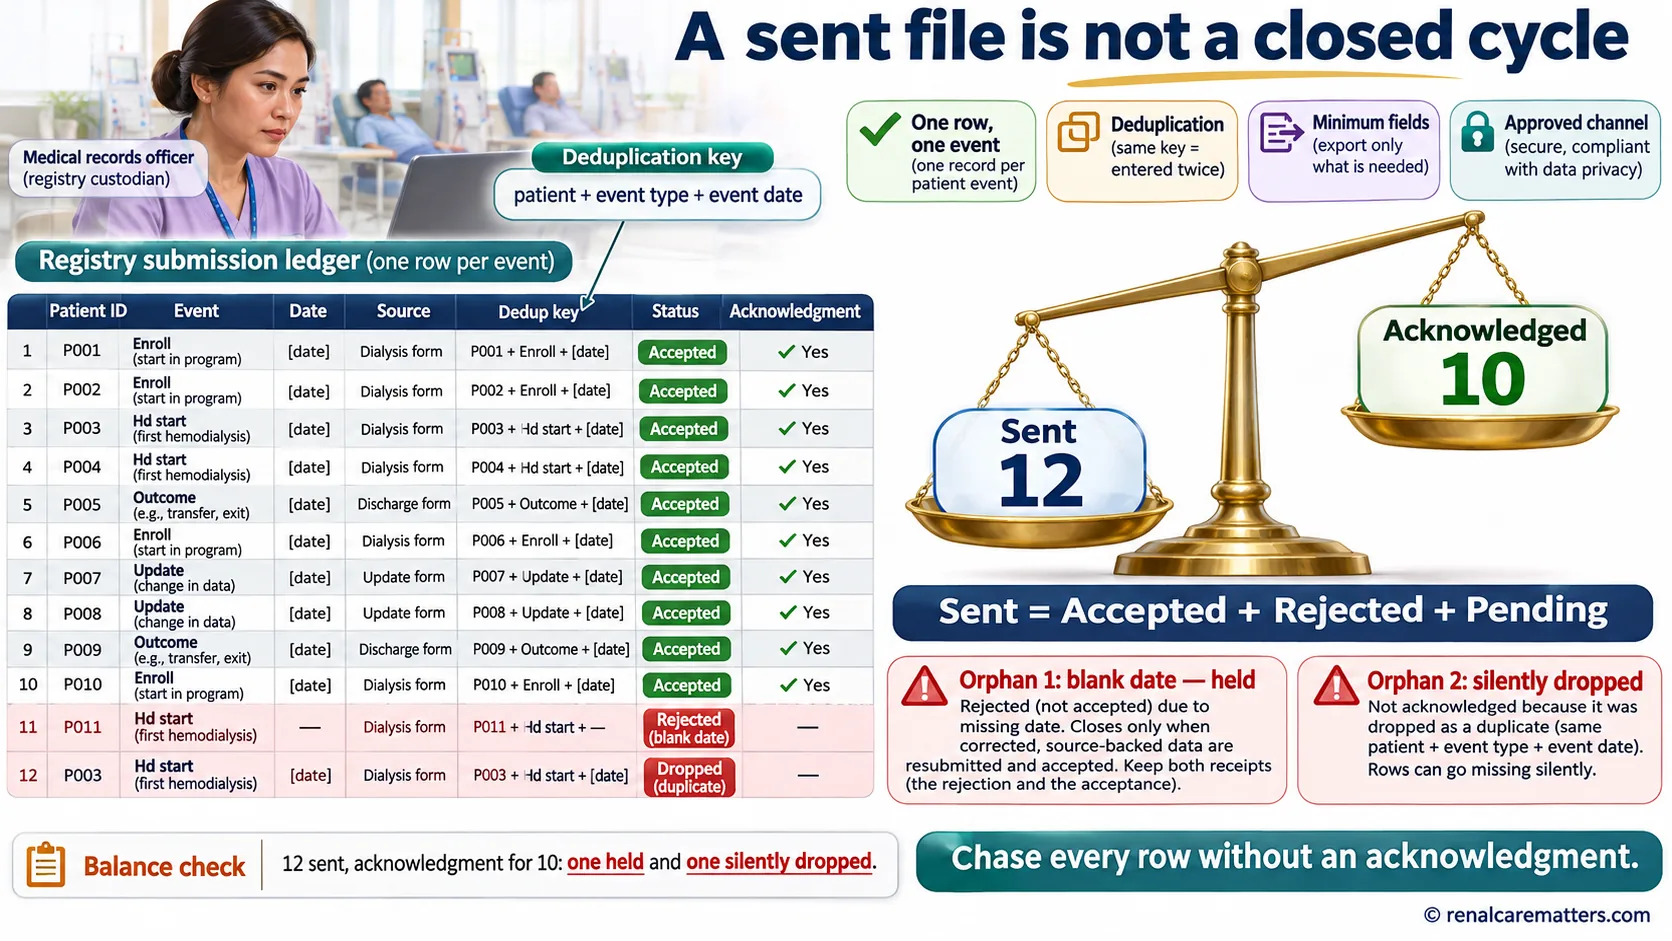 A sent file is not a closed cycle
Medical records officer
(registry custodian)
Deduplication key
patient + event type + event date
One row,
one event
(one record per
patient event)
Deduplication
(same key =
entered twice)
Minimum fields
(export only
what is needed)
Approved channel
(secure, compliant
with data privacy)
Registry submission ledger (one row per event)
Patient ID Event Date Source Dedup key Status Acknowledgment
1 P001 Enroll (start in program) [date] Dialysis form P001 + Enroll + [date] Accepted ✓ Yes
2 P002 Enroll (start in program) [date] Dialysis form P002 + Enroll + [date] Accepted ✓ Yes
3 P003 Hd start (first hemodialysis) [date] Dialysis form P003 + Hd start + [date] Accepted ✓ Yes
4 P004 Hd start (first hemodialysis) [date] Dialysis form P004 + Hd start + [date] Accepted ✓ Yes
5 P005 Outcome (e.g., transfer, exit) [date] Discharge form P005 + Outcome + [date] Accepted ✓ Yes
6 P006 Enroll (start in program) [date] Dialysis form P006 + Enroll + [date] Accepted ✓ Yes
7 P007 Update (change in data) [date] Update form P007 + Update + [date] Accepted ✓ Yes
8 P008 Update (change in data) [date] Update form P008 + Update + [date] Accepted ✓ Yes
9 P009 Outcome (e.g., transfer, exit) [date] Discharge form P009 + Outcome + [date] Accepted ✓ Yes
10 P010 Enroll (start in program) [date] Dialysis form P010 + Enroll + [date] Accepted ✓ Yes
11 P011 Hd start (first hemodialysis) — Dialysis form P011 + Hd start + — Rejected (blank date) —
12 P003 Hd start (first hemodialysis) [date] Dialysis form P003 + Hd start + [date] Dropped (duplicate) —
Sent
12
Acknowledged
10
Sent = Accepted + Rejected + Pending
Orphan 1: blank date — held
Rejected (not accepted) due to
missing date. Closes only when
corrected, source-backed data are
resubmitted and accepted. Keep both receipts
(the rejection and the acceptance).
Orphan 2: silently dropped
Not acknowledged because it was
dropped as a duplicate (same
patient + event type + event date).
Rows can go missing silently.
Balance check
12 sent, acknowledgment for 10: one held and one silently dropped.
Chase every row without an acknowledgment.
© renalcarematters.com